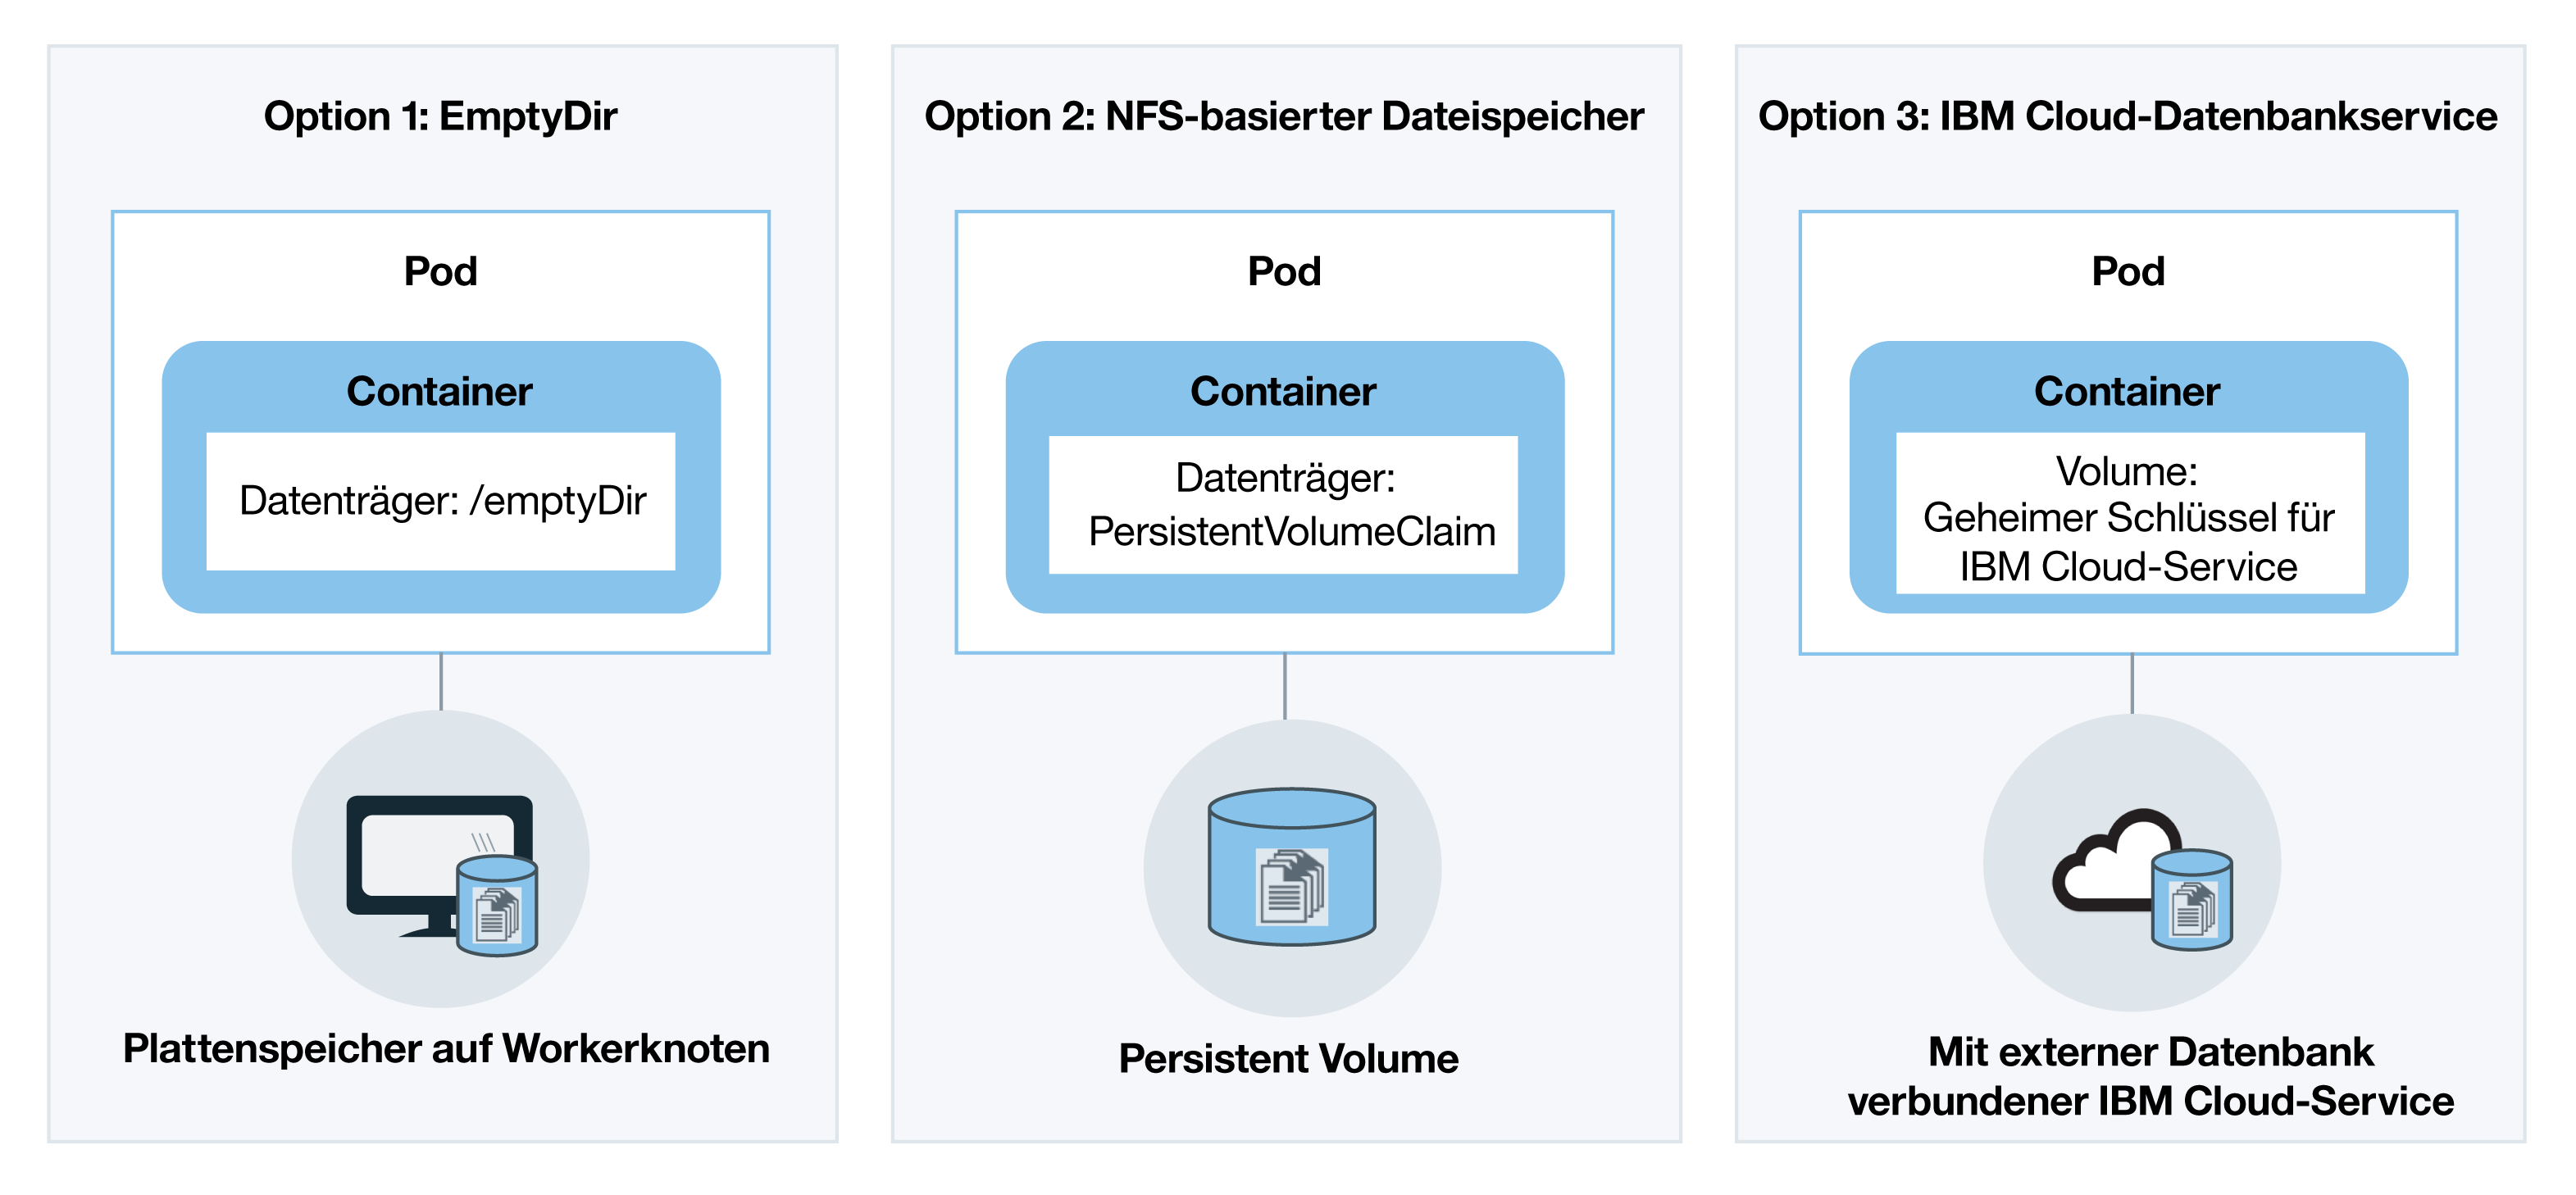 Option 1: EmptyDir
Pod
Container
Datenträger: /emptyDir
Plattenspeicher auf Workerknoten
Option 2: NFS-basierter Dateispeicher
Pod
Container
Datenträger:
PersistentVolumeClaim
Persistent Volume
Option 3: IBM Cloud-Datenbankservice
Pod
Container
Volume:
Geheimer Schlüssel für
IBM Cloud-Service
Mit externer Datenbank
verbundener IBM Cloud-Service